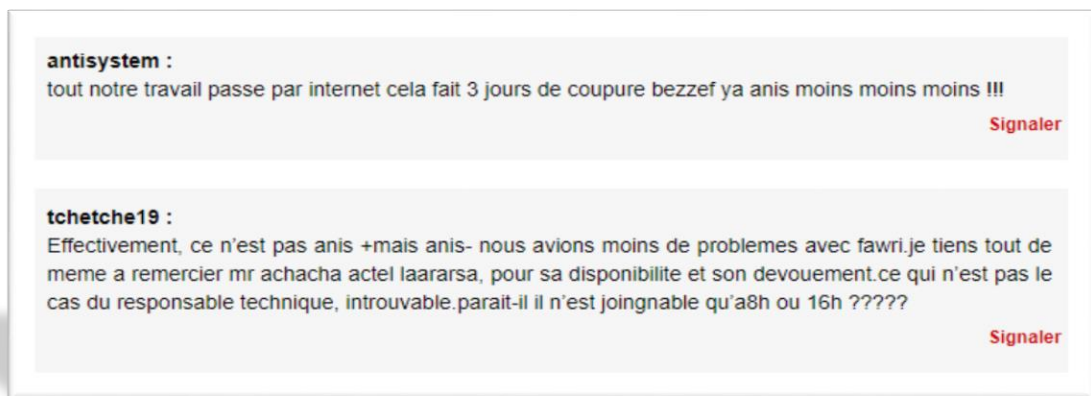 antisystem :
tout notre travail passe par internet cela fait 3 jours de coupure bezzef ya anis moins moins moins !!!
Signaler
tchetche19 :
Effectivement, ce n’est pas anis +mais anis- nous avions moins de problemes avec fawri.je tiens tout de
meme a remercier mr achacha actel laararsa, pour sa disponibilite et son devouement.ce qui n’est pas le
cas du responsable technique, introuvable.parait-il il n’est joingnable qu’a8h ou 16h ?????
Signaler